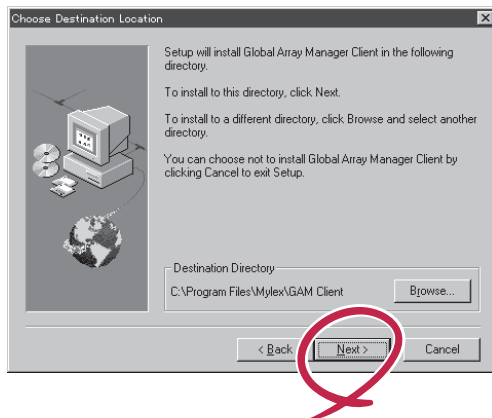 Choose Destination Location
Setup will install Global Array Manager Client in the following
directory.
To install to this directory, click Next.
To install to a different directory, click Browse and select another
directory.
You can choose not to install Global Array Manager Client by
clicking Cancel to exit Setup.
Destination Directory
C:\Program Files\Mylex\GAM Client
Browse...
< Back
Next >
Cancel